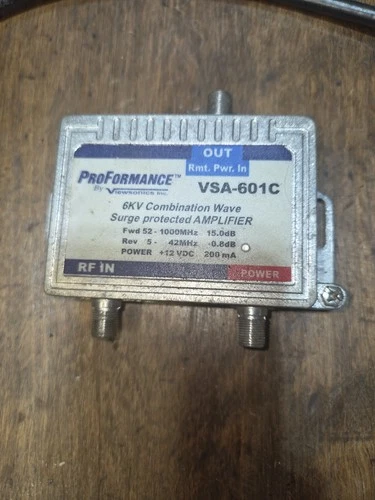 OUT
Rmt. Pwr. In
PROFORMANCE™
By Viewsonics Inc.
VSA-601C
6KV Combination Wave
Surge protected AMPLIFIER
Fwd 52 - 1000MHz 15.0dB
Rev 5 - 42MHz -0.8dB
POWER +12 VDC 200 mA
RF IN
POWER